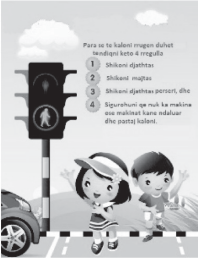 Para se te kaloni rrugen duhet
tendiqni keto 4 rregulla
1 Shikoni djathtas
2 Shikoni majtas
3 Shikoni djathtas perseri, dhe
4 Sigurohuni qe nuk ka makina
ose makinat kane ndaluar
dhe pastaj kaloni.